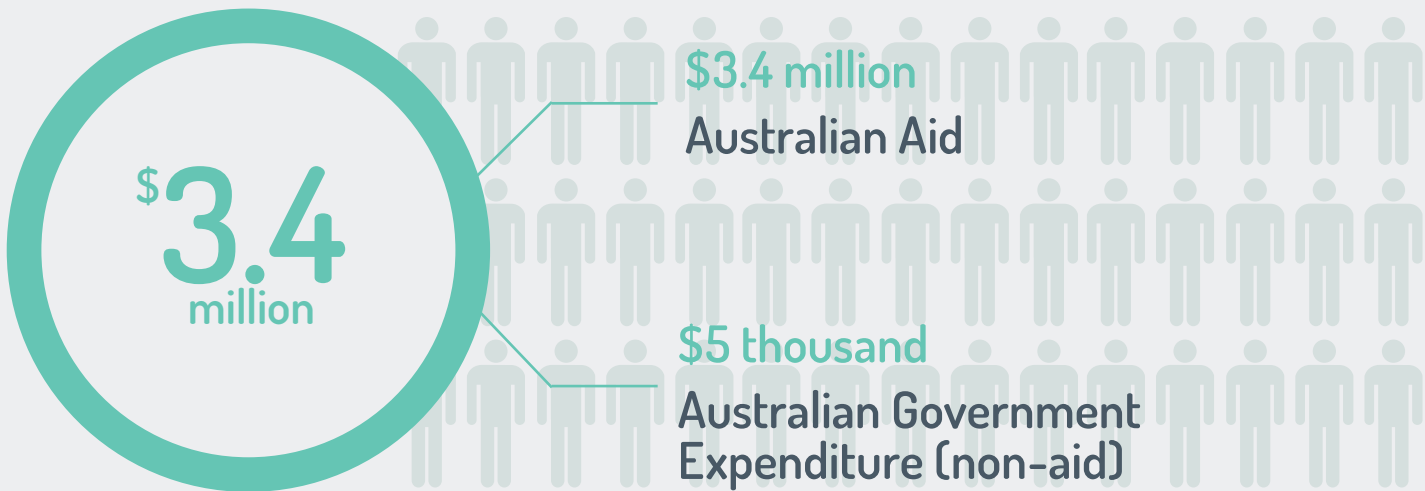 $3.4
million
$3.4 million
Australian Aid
$5 thousand
Australian Government
Expenditure (non-aid)